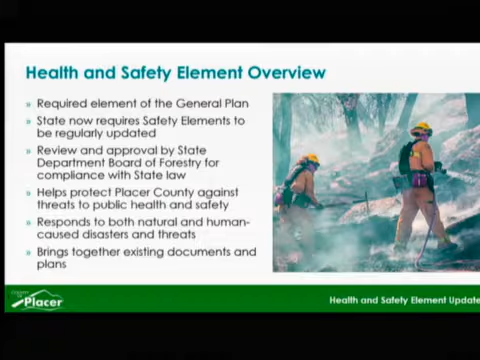 Health and Safety Element Overview
» Required element of the General Plan
» State now requires Safety Elements to
be regularly updated
» Review and approval by State
Department Board of Forestry for
compliance with State law
» Helps protect Placer County against
threats to public health and safety
» Responds to both natural and human-
caused disasters and threats
» Brings together existing documents and
plans
Placer
Health and Safety Element Update